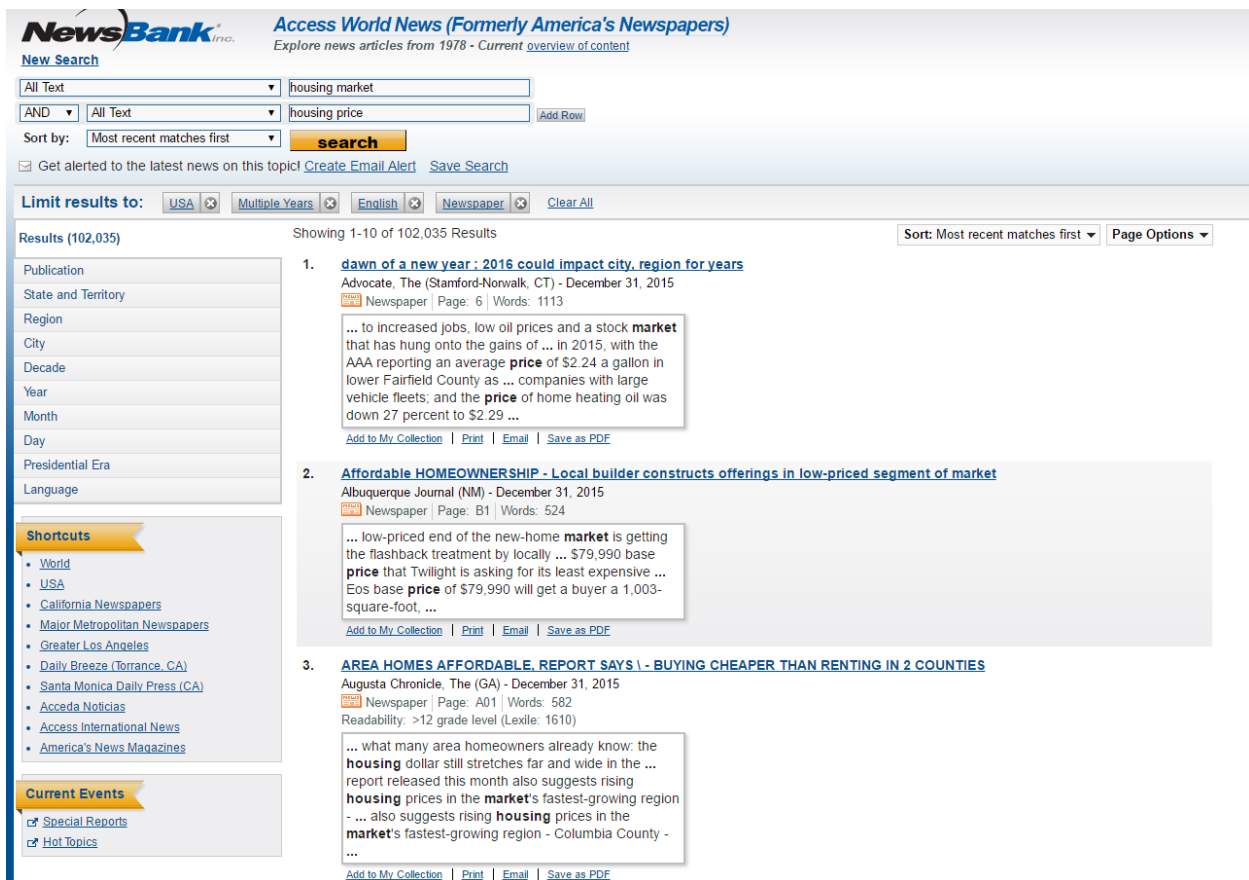 NewsBank inc.
Access World News (Formerly America's Newspapers)
Explore news articles from 1978 - Current overview of content
New Search
All Text housing market
AND All Text housing price Add Row
Sort by: Most recent matches first search
Get alerted to the latest news on this topic! Create Email Alert Save Search
Limit results to: USA Multiple Years English Newspaper Clear All
Results (102,035)
Publication
State and Territory
Region
City
Decade
Year
Month
Day
Presidential Era
Language
Shortcuts
World
USA
California Newspapers
Major Metropolitan Newspapers
Greater Los Angeles
Daily Breeze (Torrance, CA)
Santa Monica Daily Press (CA)
Acceda Noticias
Access International News
America's News Magazines
Current Events
Special Reports
Hot Topics
Showing 1-10 of 102,035 Results
Sort: Most recent matches first Page Options
1. dawn of a new year ; 2016 could impact city, region for years
Advocate, The (Stamford-Norwalk, CT) - December 31, 2015
NEWS Newspaper Page: 6 Words: 1113
... to increased jobs, low oil prices and a stock market
that has hung onto the gains of ... in 2015, with the
AAA reporting an average price of $2.24 a gallon in
lower Fairfield County as ... companies with large
vehicle fleets; and the price of home heating oil was
down 27 percent to $2.29 ...
Add to My Collection | Print | Email | Save as PDF
2. Affordable HOMEOWNERSHIP - Local builder constructs offerings in low-priced segment of market
Albuquerque Journal (NM) - December 31, 2015
NEWS Newspaper Page: B1 Words: 524
... low-priced end of the new-home market is getting
the flashback treatment by locally ... $79,990 base
price that Twilight is asking for its least expensive ...
Eos base price of $79,990 will get a buyer a 1,003-
square-foot, ...
Add to My Collection | Print | Email | Save as PDF
3. AREA HOMES AFFORDABLE, REPORT SAYS \ - BUYING CHEAPER THAN RENTING IN 2 COUNTIES
Augusta Chronicle, The (GA) - December 31, 2015
NEWS Newspaper Page: A01 Words: 582
Readability: >12 grade level (Lexile: 1610)
... what many area homeowners already know: the
housing dollar still stretches far and wide in the ...
report released this month also suggests rising
housing prices in the market's fastest-growing region
- ... also suggests rising housing prices in the
market's fastest-growing region - Columbia County -
...
Add to My Collection | Print | Email | Save as PDF